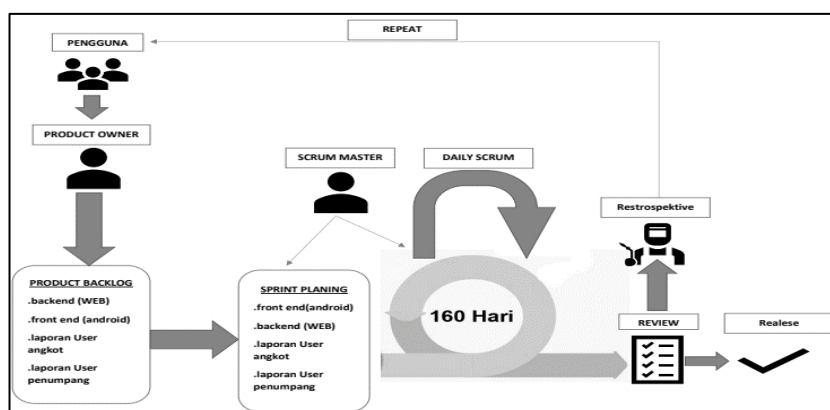 REPEAT
PENGGUNA
PRODUCT OWNER
SCRUM MASTER
DAILY SCRUM
Restrospektive
PRODUCT BACKLOG
.backend (WEB)
.front end (android)
.laporan User
angkot
.laporan User
penumpang
SPRINT PLANING
.front end(android)
.backend (WEB)
.laporan User
angkot
.laporan User
penumpang
160 Hari
REVIEW
Realese